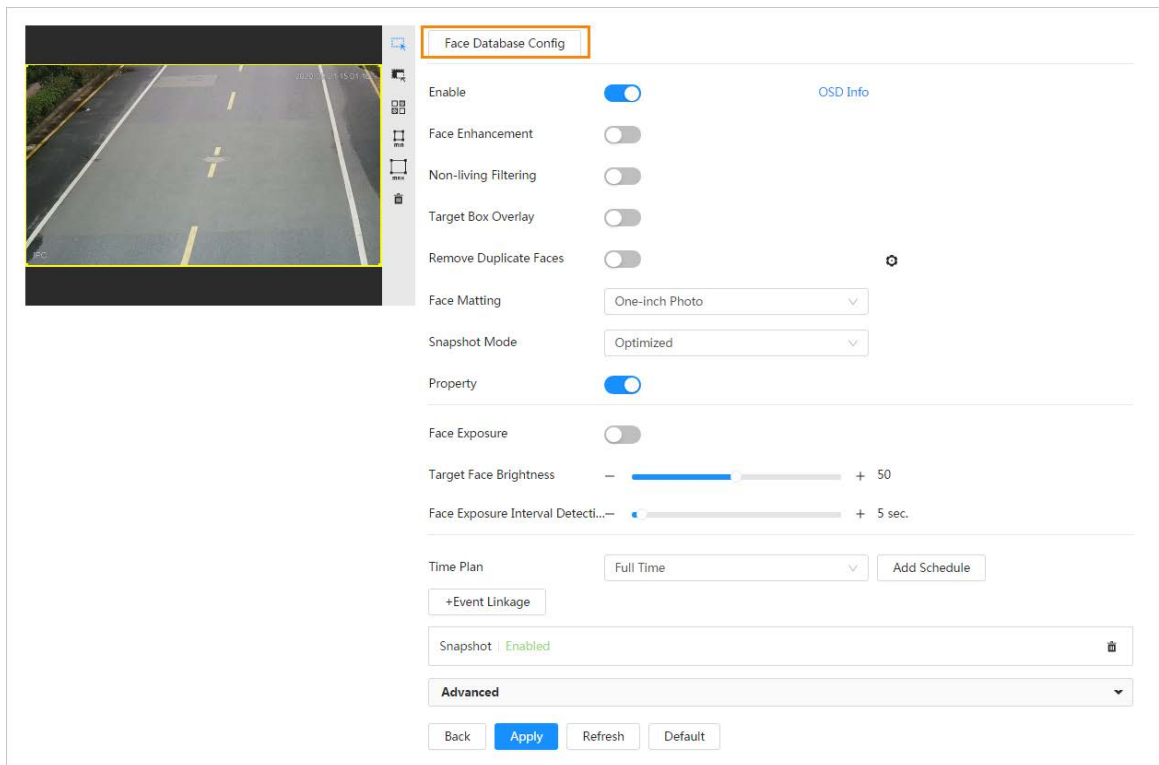 Face Database Config
Enable
OSD Info
min
max
Face Enhancement
Non-living Filtering
Target Box Overlay
IPC
Remove Duplicate Faces
Face Matting
One-inch Photo
Snapshot Mode
Optimized
Property
Face Exposure
Target Face Brightness
– + 50
Face Exposure Interval Detecti...
– + 5 sec.
Time Plan
Full Time
Add Schedule
+Event Linkage
Snapshot Enabled
Advanced
Back
Apply
Refresh
Default